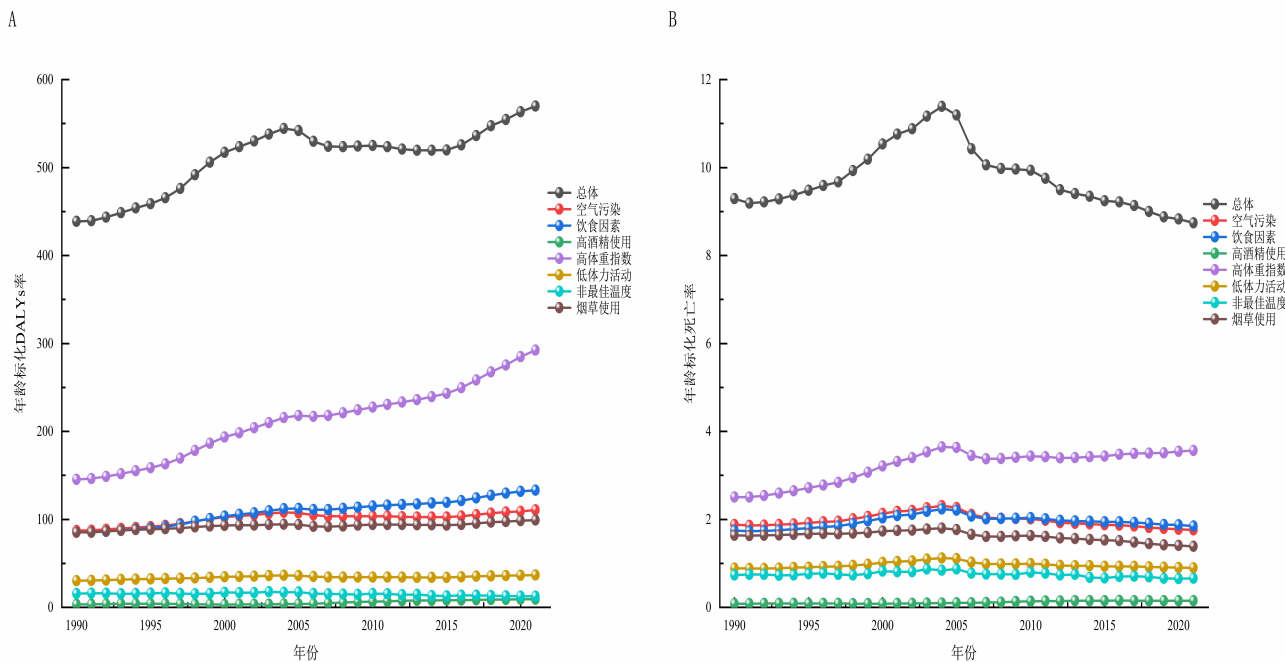 A
600
500
400
300
200
100
0
年龄标化DALYs率
1990
1995
2000
2005
2010
2015
2020
年份
总体
空气污染
饮食因素
高酒精使用
高体重指数
低体力活动
非最佳温度
烟草使用
B
12
10
8
6
4
2
0
年龄标化死亡率
1990
1995
2000
2005
2010
2015
2020
年份
总体
空气污染
饮食因素
高酒精使用
高体重指数
低体力活动
非最佳温度
烟草使用